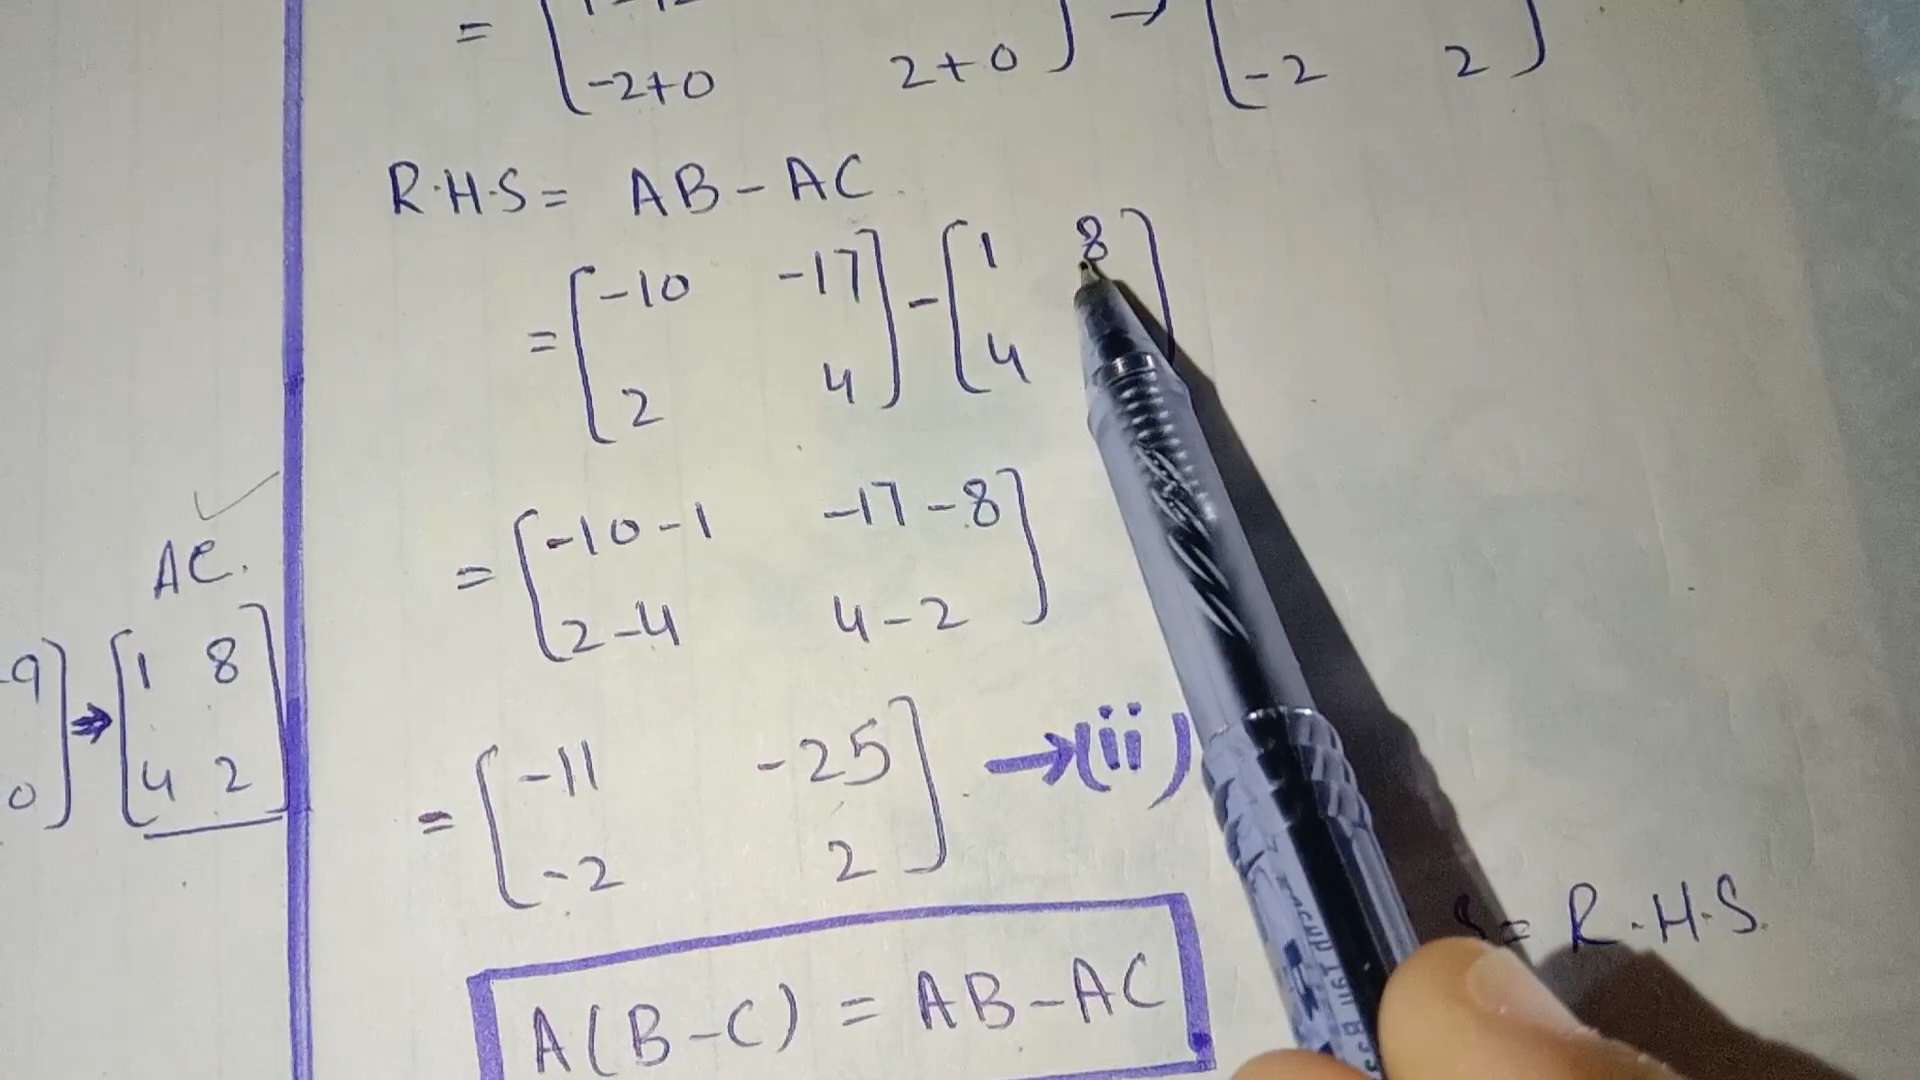 =
-2+0 2+0 → -2 2
R.H.S = AB - AC
= [-10 -17] - [1 8]
2 4 4
= [-10-1 -17-8]
2-4 4-2
= [-11 -25] → (ii)
-2 2
= R.H.S.
A(B-C) = AB-AC
AC.
9] → [1 8]
0 4 2